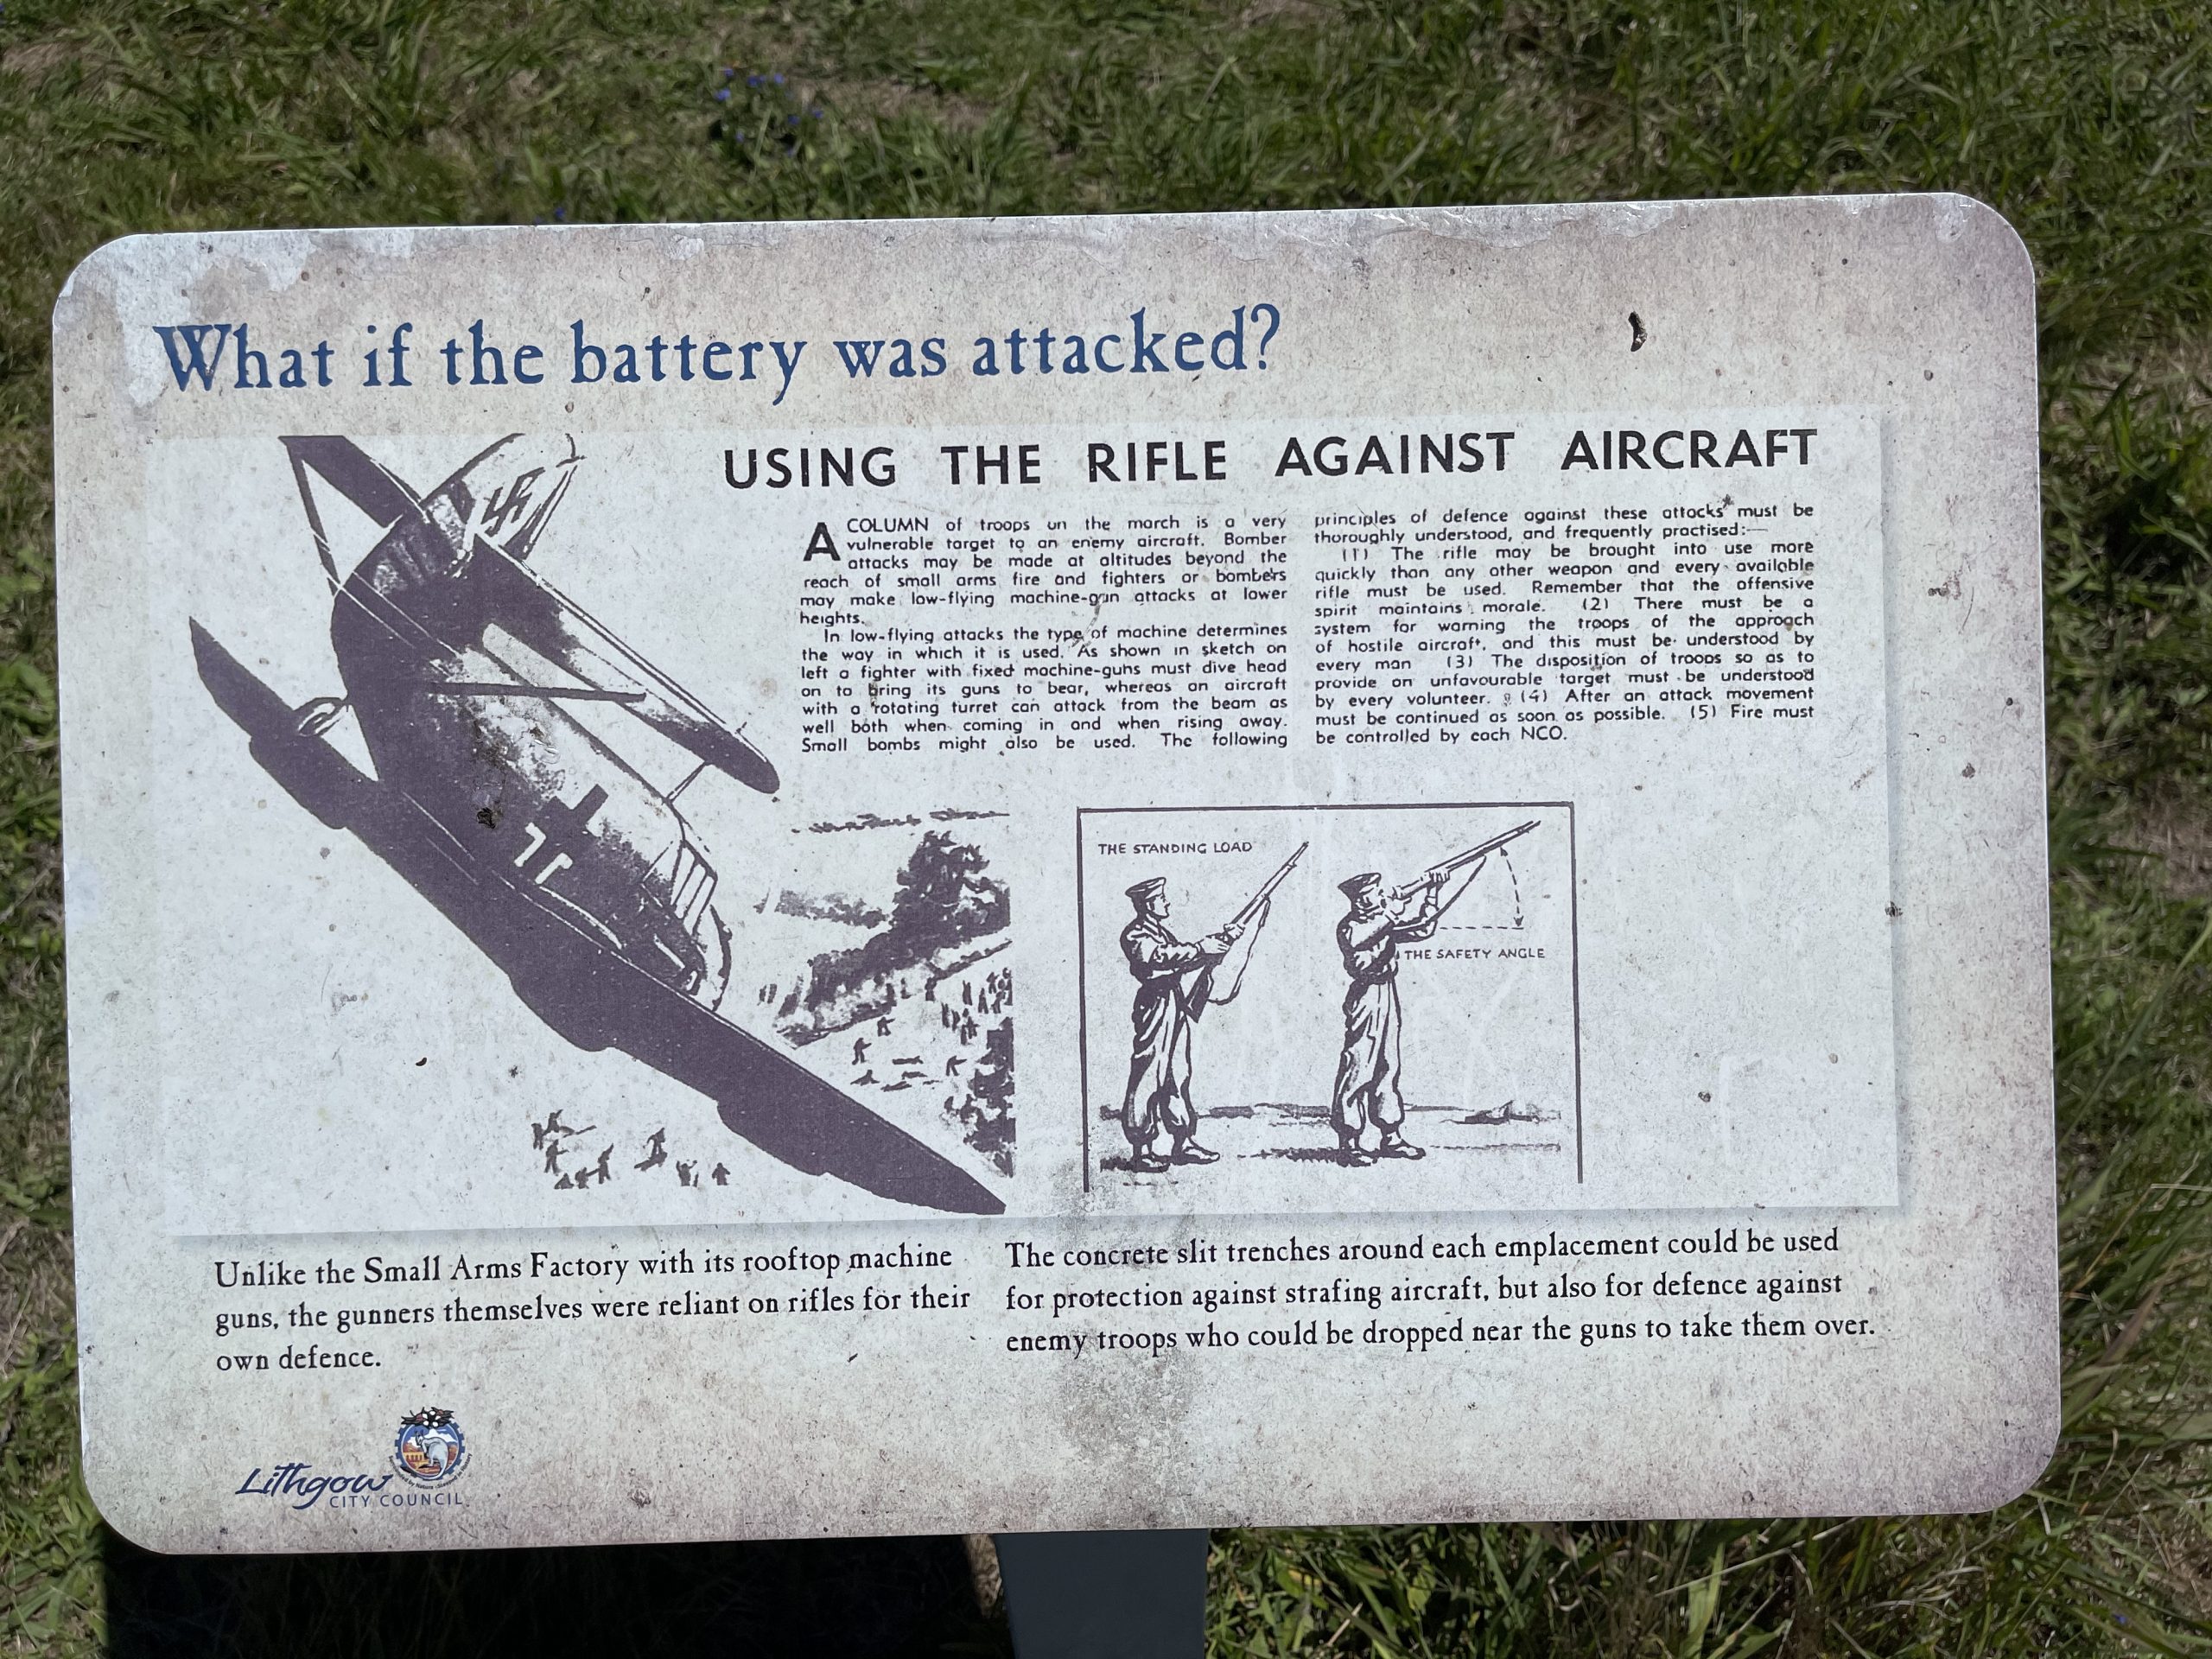 What if the battery was attacked?
USING THE RIFLE AGAINST AIRCRAFT
A COLUMN of troops on the march is a very
vulnerable target to an enemy aircraft. Bomber
attacks may be made at altitudes beyond the
reach of small arms fire and fighters or bombers
may make low-flying machine-gun attacks at lower
heights.
In low-flying attacks the type of machine determines
the way in which it is used. As shown in sketch on
left a fighter with fixed machine-guns must dive head
on to bring its guns to bear, whereas an aircraft
with a rotating turret can attack from the beam as
well both when coming in and when rising away.
Small bombs might also be used. The following
principles of defence against these attacks must be
thoroughly understood, and frequently practised:—
(1) The rifle may be brought into use more
quickly than any other weapon and every available
rifle must be used. Remember that the offensive
spirit maintains morale. (2) There must be a
system for warning the troops of the approach
of hostile aircraft, and this must be understood by
every man (3) The disposition of troops so as to
provide an unfavourable target must be understood
by every volunteer. (4) After an attack movement
must be continued as soon as possible. (5) Fire must
be controlled by each NCO.
THE STANDING LOAD
THE SAFETY ANGLE
Unlike the Small Arms Factory with its rooftop machine
guns, the gunners themselves were reliant on rifles for their
own defence.
The concrete slit trenches around each emplacement could be used
for protection against strafing aircraft, but also for defence against
enemy troops who could be dropped near the guns to take them over.
Lithgow
CITY COUNCIL